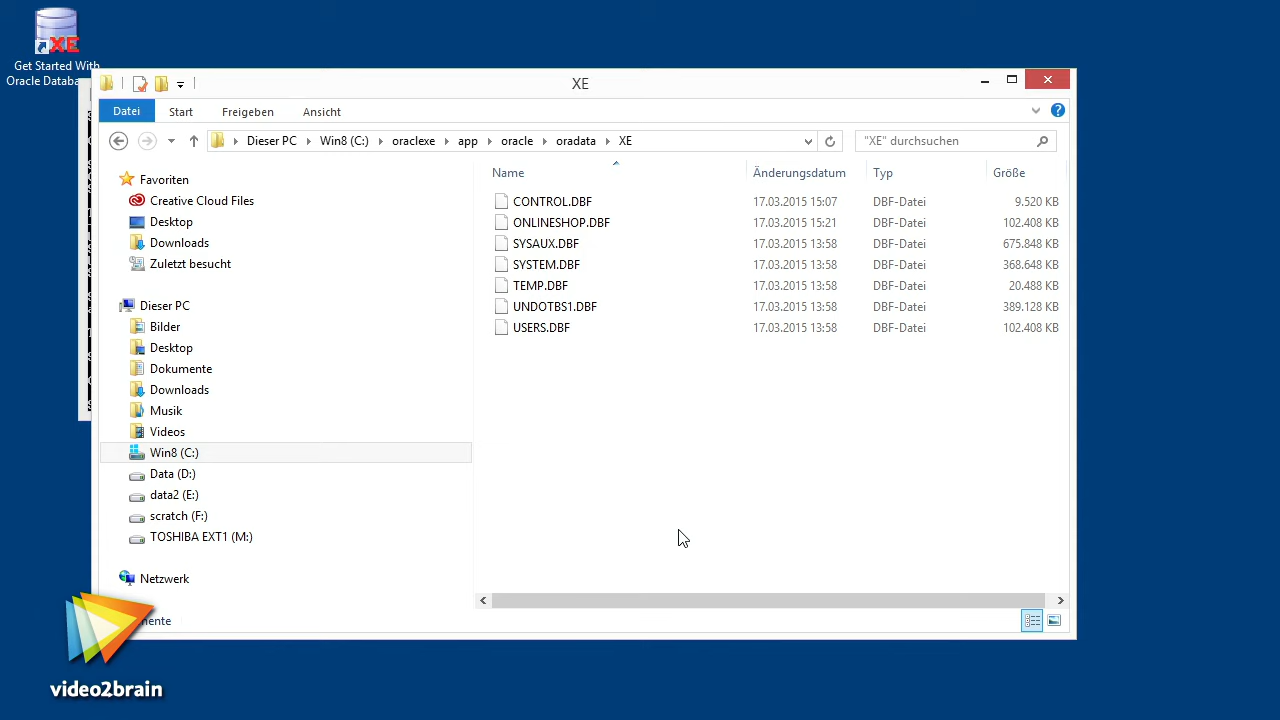 XE
Get Started With
Oracle Databa
XE
Datei Start Freigeben Ansicht
Dieser PC Win8 (C:) oraclexe app oracle oradata XE "XE" durchsuchen
Favoriten
Creative Cloud Files
Desktop
Downloads
Zuletzt besucht
Dieser PC
Bilder
Desktop
Dokumente
Downloads
Musik
Videos
Win8 (C:)
Data (D:)
data2 (E:)
scratch (F:)
TOSHIBA EXT1 (M:)
Netzwerk
Name Änderungsdatum Typ Größe
CONTROL.DBF 17.03.2015 15:07 DBF-Datei 9.520 KB
ONLINESHOP.DBF 17.03.2015 15:21 DBF-Datei 102.408 KB
SYSAUX.DBF 17.03.2015 13:58 DBF-Datei 675.848 KB
SYSTEM.DBF 17.03.2015 13:58 DBF-Datei 368.648 KB
TEMP.DBF 17.03.2015 13:58 DBF-Datei 20.488 KB
UNDOTBS1.DBF 17.03.2015 13:58 DBF-Datei 389.128 KB
USERS.DBF 17.03.2015 13:58 DBF-Datei 102.408 KB
mente
video2brain